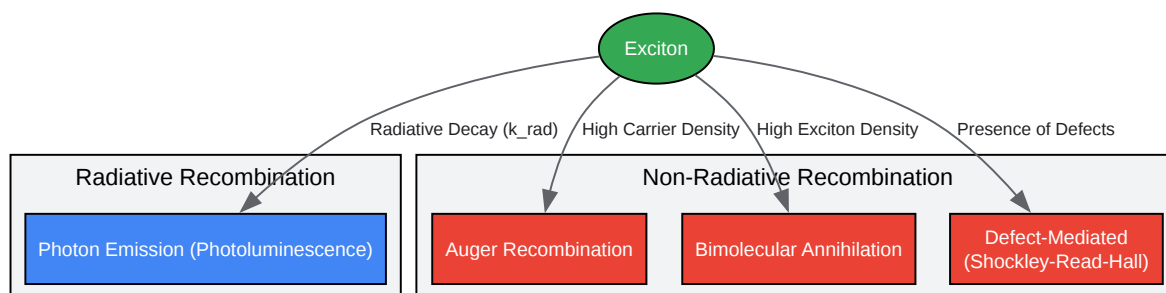 Exciton
Radiative Decay (k_rad)
High Carrier Density
High Exciton Density
Presence of Defects
Radiative Recombination
Non-Radiative Recombination
Photon Emission (Photoluminescence)
Auger Recombination
Bimolecular Annihilation
Defect-Mediated
(Shockley-Read-Hall)